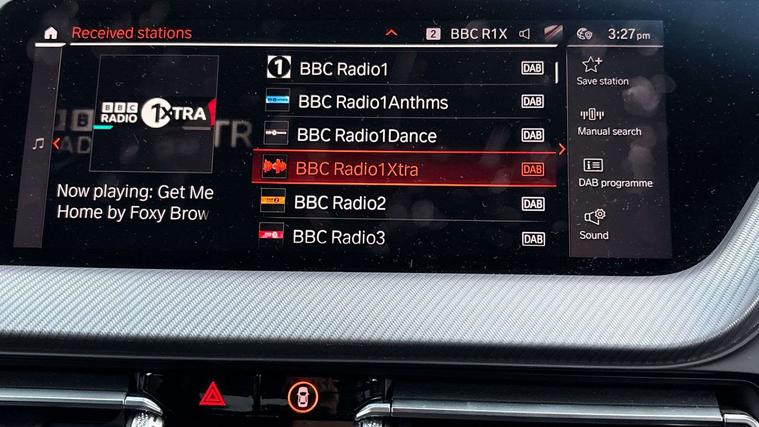 Received stations
2 BBC R1X
3:27pm
BBC
RADIO 1XTRA
Now playing: Get Me
Home by Foxy Brow
BBC Radio1 DAB
BBC Radio1Anthms DAB
BBC Radio1Dance DAB
BBC Radio1Xtra DAB
BBC Radio2 DAB
BBC Radio3 DAB
Save station
Manual search
DAB programme
Sound